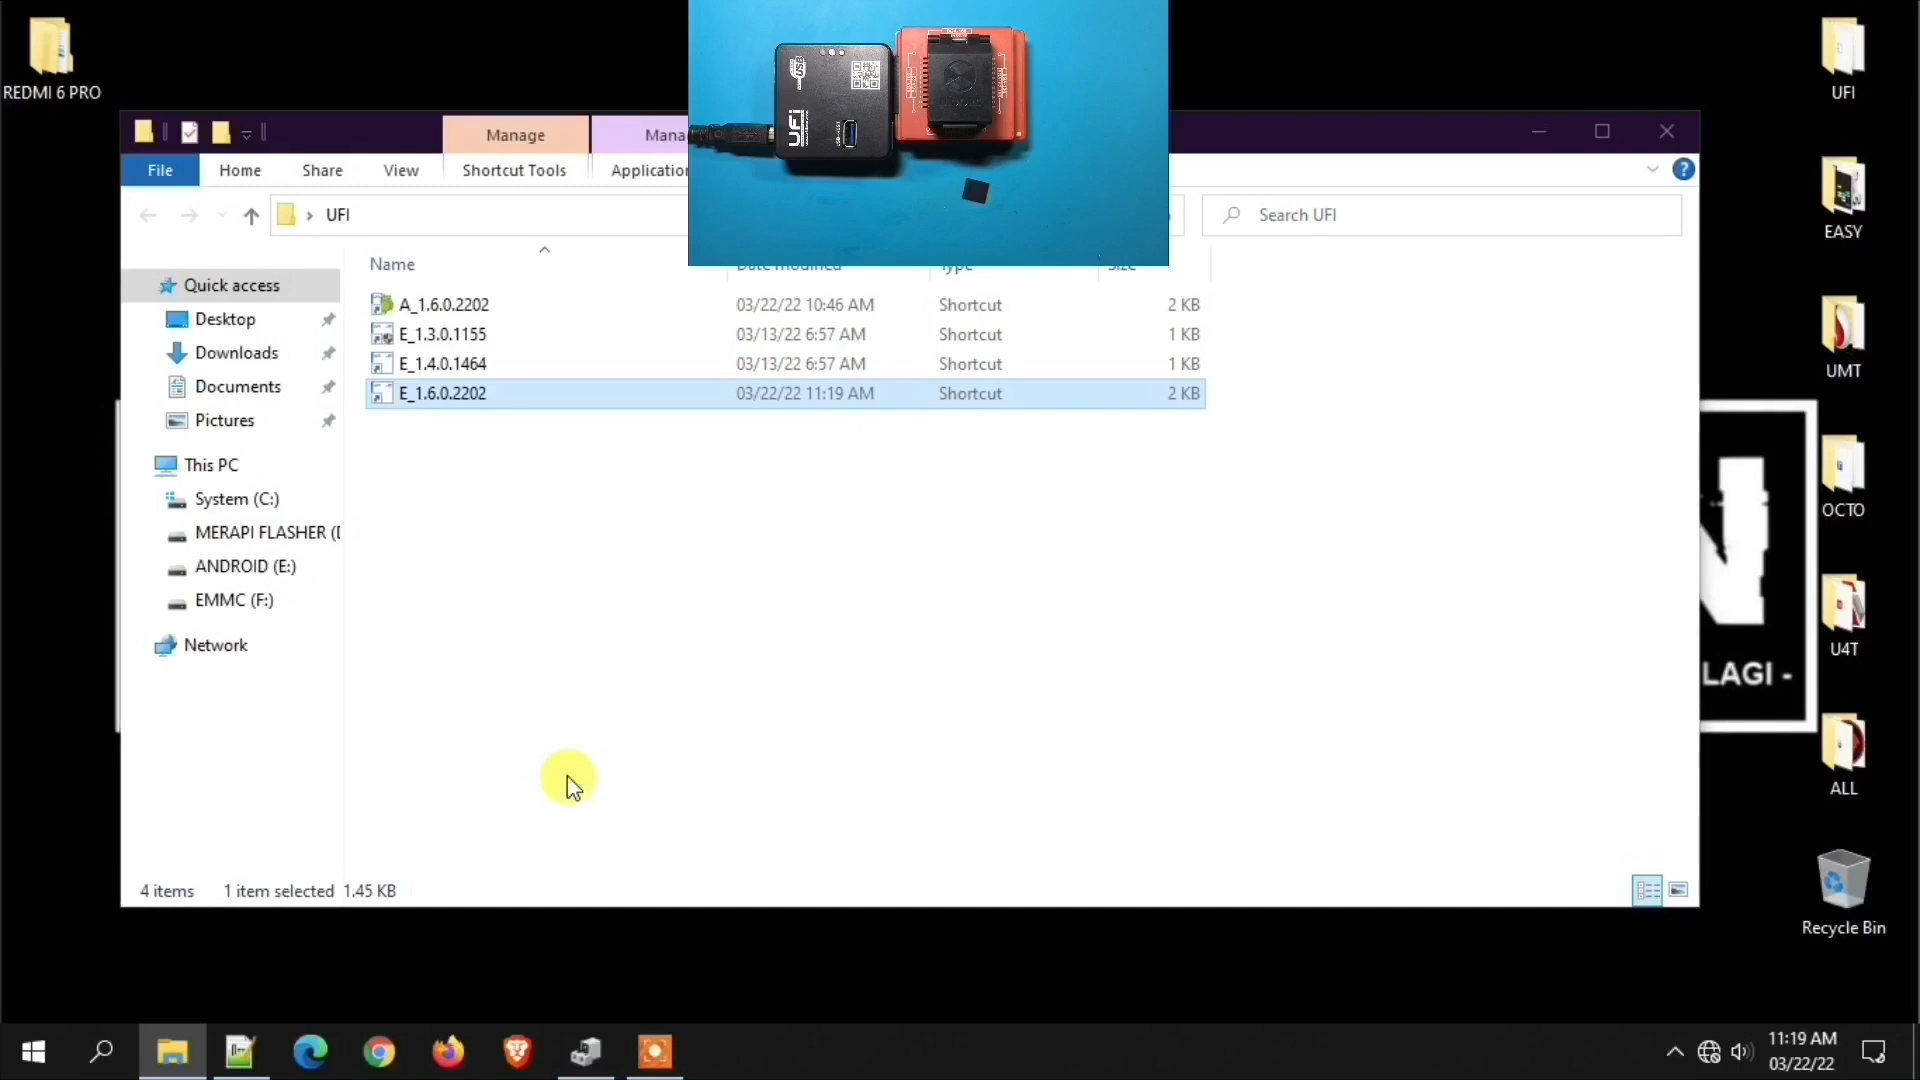 REDMI 6 PRO
Manage
Mana
File
Home
Share
View
Shortcut Tools
Application
UFI
Search UFI
Name
Date modified
Type
Size
Quick access
Desktop
Downloads
Documents
Pictures
This PC
System (C:)
MERAPI FLASHER (D
ANDROID (E:)
EMMC (F:)
Network
A_1.6.0.2202 03/22/22 10:46 AM Shortcut 2 KB
E_1.3.0.1155 03/13/22 6:57 AM Shortcut 1 KB
E_1.4.0.1464 03/13/22 6:57 AM Shortcut 1 KB
E_1.6.0.2202 03/22/22 11:19 AM Shortcut 2 KB
4 items 1 item selected 1.45 KB
UFi
USB
N
LAGI -
UFI
EASY
UMT
OCTO
U4T
ALL
Recycle Bin
11:19 AM
03/22/22